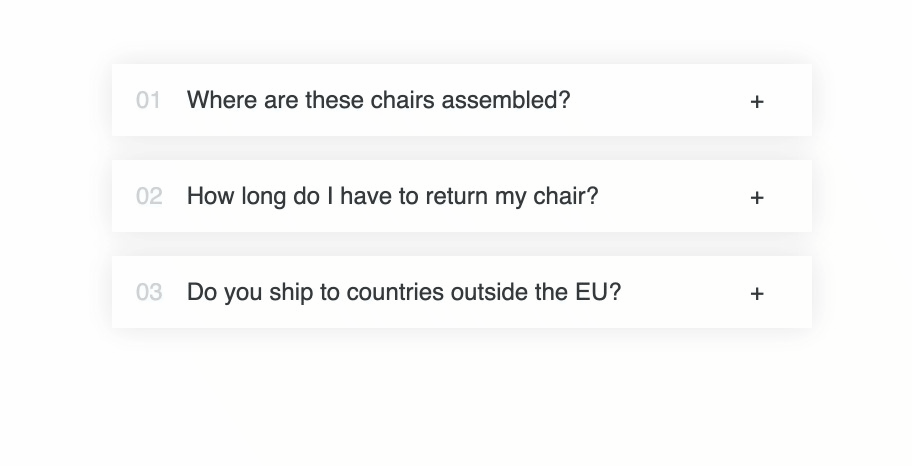 01 Where are these chairs assembled? +
02 How long do I have to return my chair? +
03 Do you ship to countries outside the EU? +